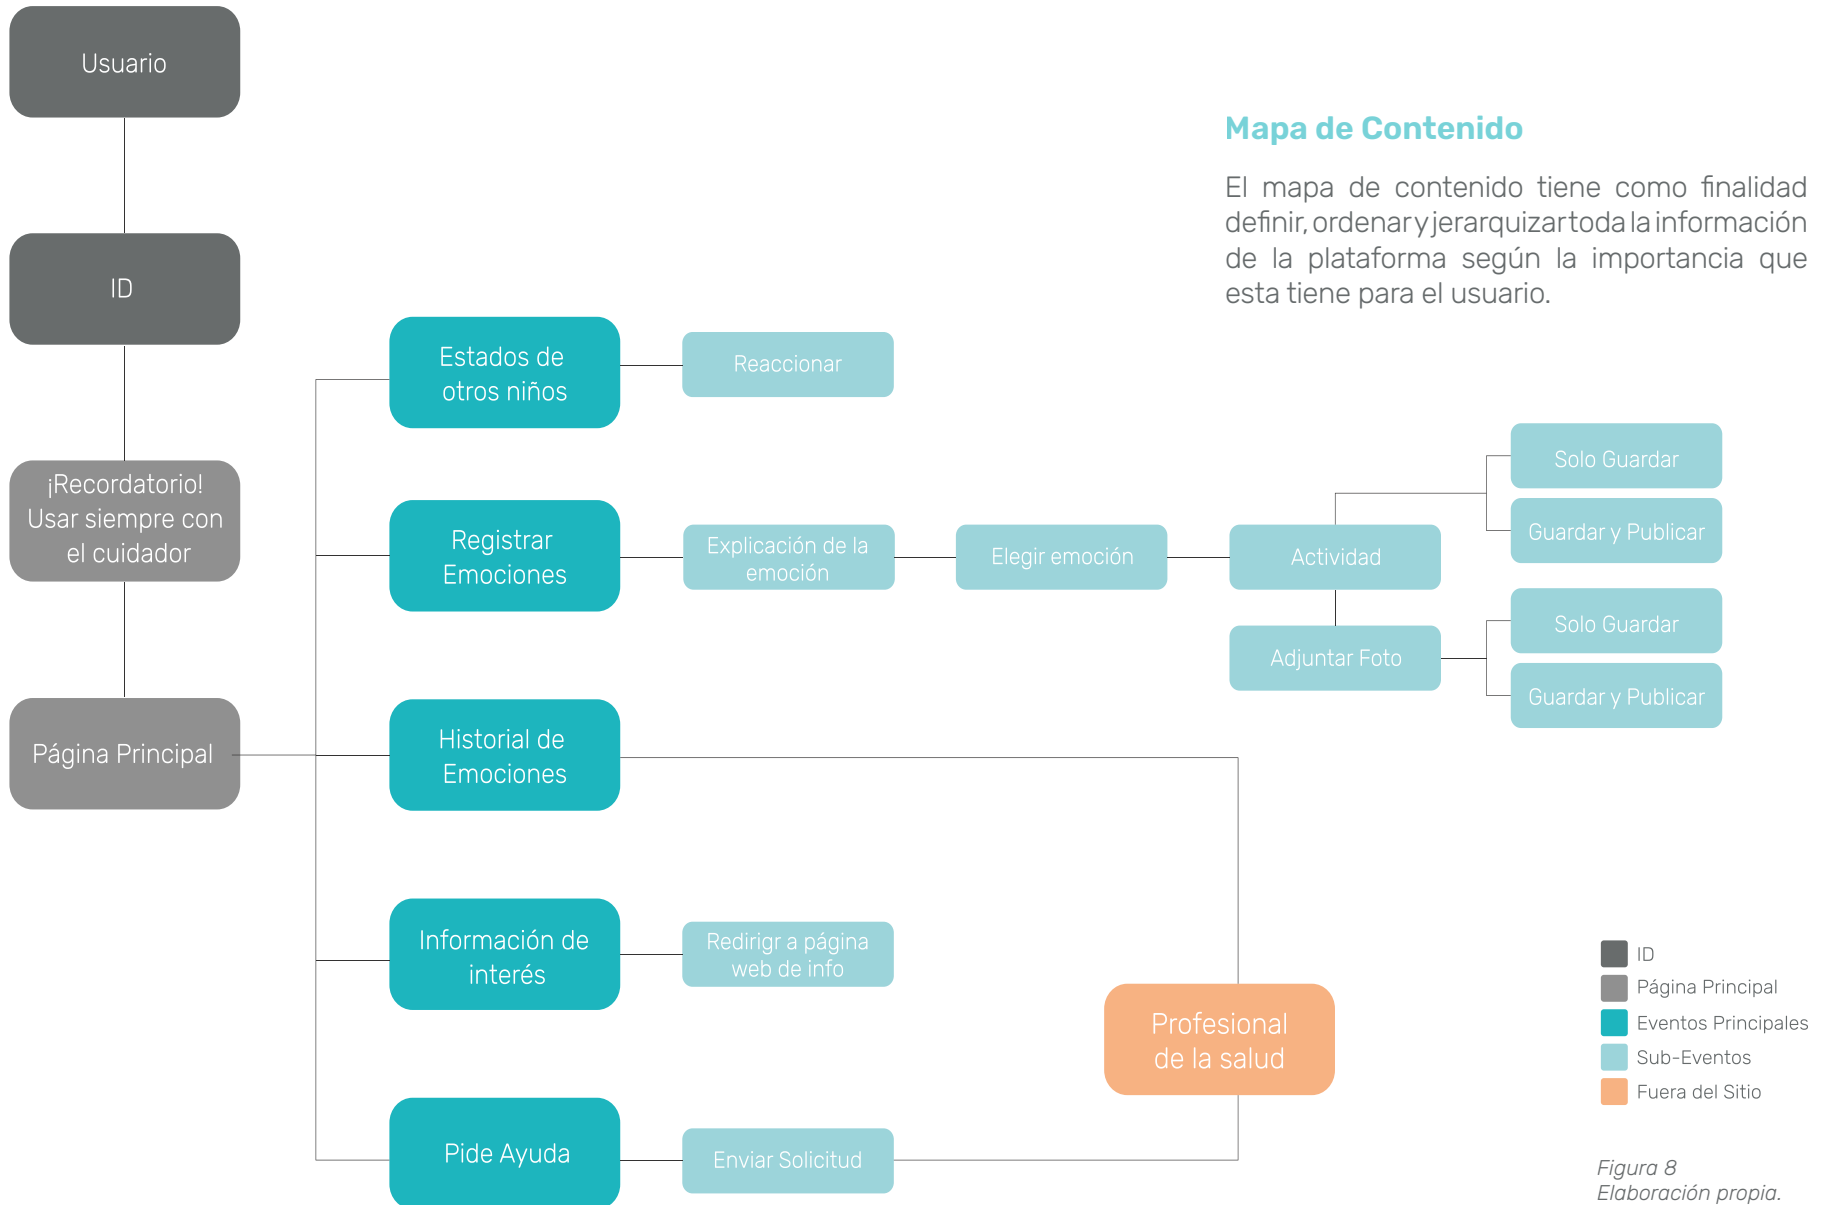 Usuario
ID
¡Recordatorio!
Usar siempre con
el cuidador
Página Principal
Mapa de Contenido
El mapa de contenido tiene como finalidad
definir, ordenar y jerarquizar toda la información
de la plataforma según la importancia que
esta tiene para el usuario.
Estados de
otros niños
Reaccionar
Registrar
Emociones
Explicación de la
emoción
Elegir emoción
Actividad
Solo Guardar
Guardar y Publicar
Adjuntar Foto
Solo Guardar
Guardar y Publicar
Historial de
Emociones
Información de
interés
Redirigr a página
web de info
Profesional
de la salud
Pide Ayuda
Enviar Solicitud
ID
Página Principal
Eventos Principales
Sub-Eventos
Fuera del Sitio
Figura 8
Elaboración propia.